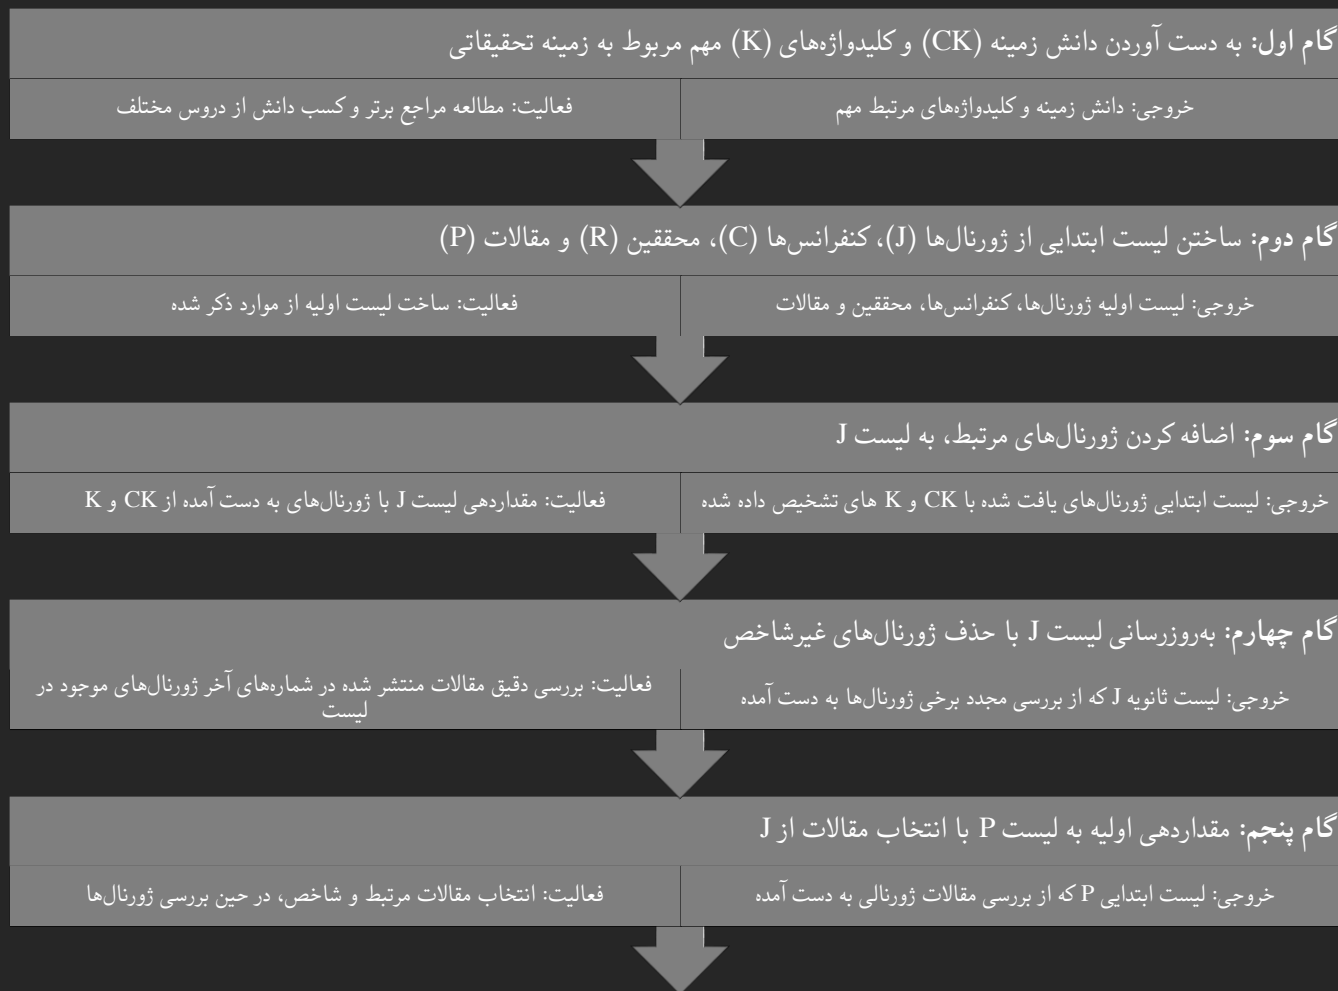 گام اول: به دست آوردن دانش زمینه (CK) و کلیدواژه‌های (K) مهم مربوط به زمینه تحقیقاتی
خروجی: دانش زمینه و کلیدواژه‌های مرتبط مهم
فعالیت: مطالعه مراجع برتر و کسب دانش از دروس مختلف
گام دوم: ساختن لیست ابتدایی از ژورنال‌ها (J)، کنفرانس‌ها (C)، محققین (R) و مقالات (P)
خروجی: لیست اولیه ژورنال‌ها، کنفرانس‌ها، محققین و مقالات
فعالیت: ساخت لیست اولیه از موارد ذکر شده
گام سوم: اضافه کردن ژورنال‌های مرتبط، به لیست J
خروجی: لیست ابتدایی ژورنال‌های یافت شده با CK و K های تشخیص داده شده
فعالیت: مقداردهی لیست J با ژورنال‌های به دست آمده از CK و K
گام چهارم: به‌روزرسانی لیست J با حذف ژورنال‌های غیرشاخص
خروجی: لیست ثانویه J که از بررسی مجدد برخی ژورنال‌ها به دست آمده
فعالیت: بررسی دقیق مقالات منتشر شده در شماره‌های آخر ژورنال‌های موجود در
لیست
گام پنجم: مقداردهی اولیه به لیست P با انتخاب مقالات از J
خروجی: لیست ابتدایی P که از بررسی مقالات ژورنالی به دست آمده
فعالیت: انتخاب مقالات مرتبط و شاخص، در حین بررسی ژورنال‌ها